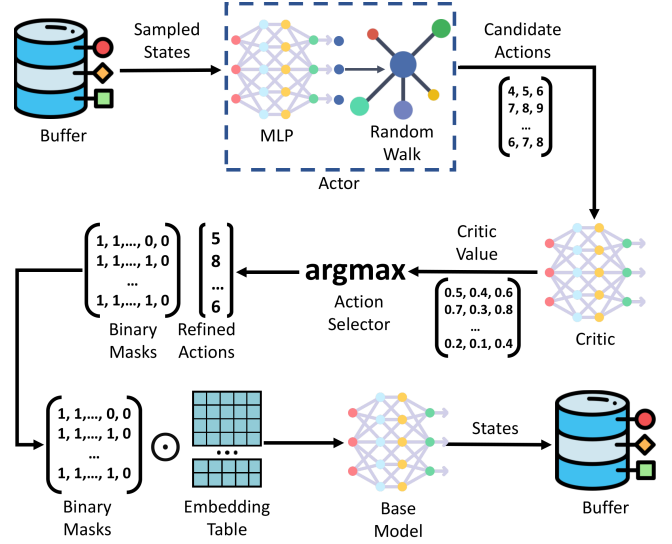 Sampled
States
Buffer
MLP
Random
Walk
Actor
Candidate
Actions
4, 5, 6
7, 8, 9
...
6, 7, 8
Critic
Critic
Value
0.5, 0.4, 0.6
0.7, 0.3, 0.8
...
0.2, 0.1, 0.4
argmax
Action
Selector
5
8
...
6
Refined
Actions
1, 1,..., 0, 0
1, 1,..., 1, 0
...
1, 1,..., 1, 0
Binary
Masks
1, 1,..., 0, 0
1, 1,..., 1, 0
...
1, 1,..., 1, 0
Binary
Masks
...
Embedding
Table
Base
Model
States
Buffer